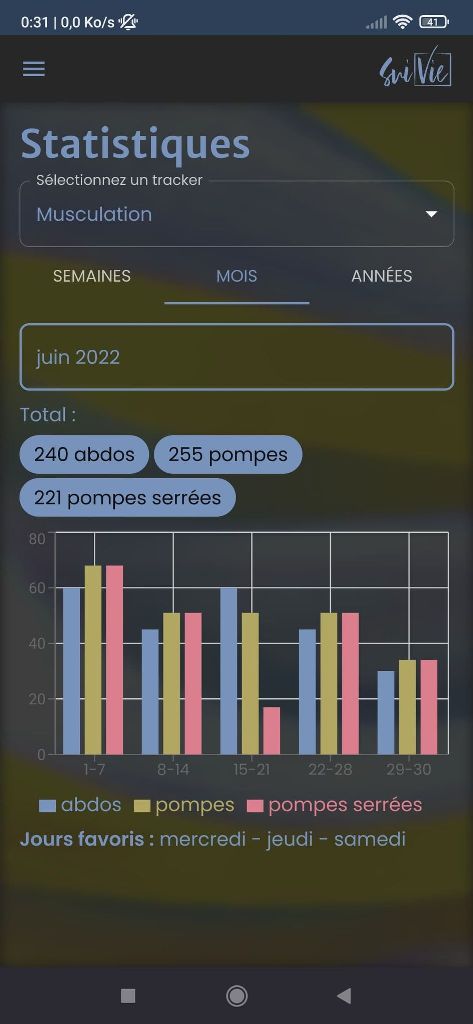 0:31 | 0,0 Ko/s
41
SuiVie
Statistiques
Sélectionnez un tracker
Musculation
SEMAINES MOIS ANNÉES
juin 2022
Total :
240 abdos 255 pompes
221 pompes serrées
80
60
40
20
0
1-7 8-14 15-21 22-28 29-30
abdos pompes pompes serrées
Jours favoris : mercredi - jeudi - samedi